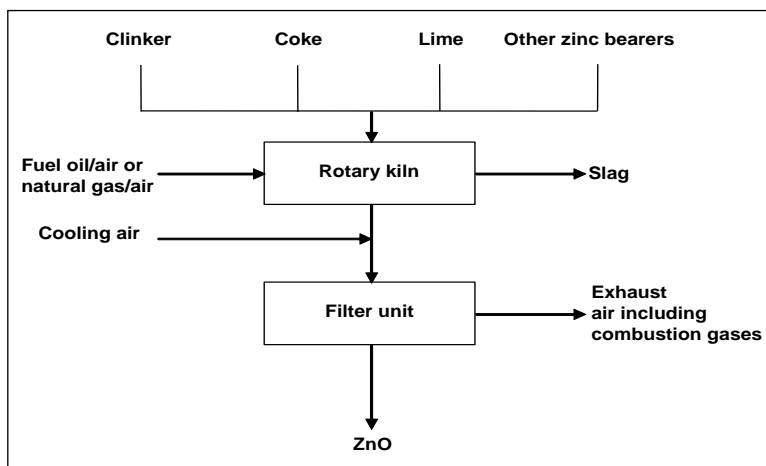 Clinker
Coke
Lime
Other zinc bearers
Fuel oil/air or
natural gas/air
Rotary kiln
Slag
Cooling air
Filter unit
Exhaust
air including
combustion gases
ZnO